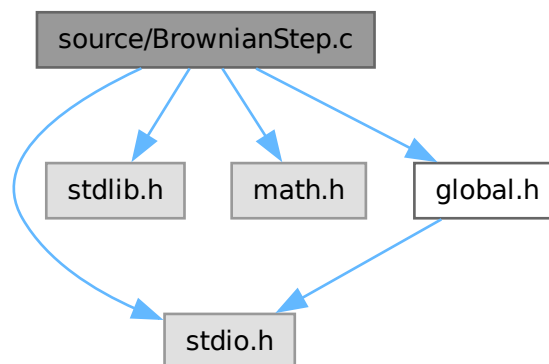 source/BrownianStep.c
stdlib.h
math.h
global.h
stdio.h